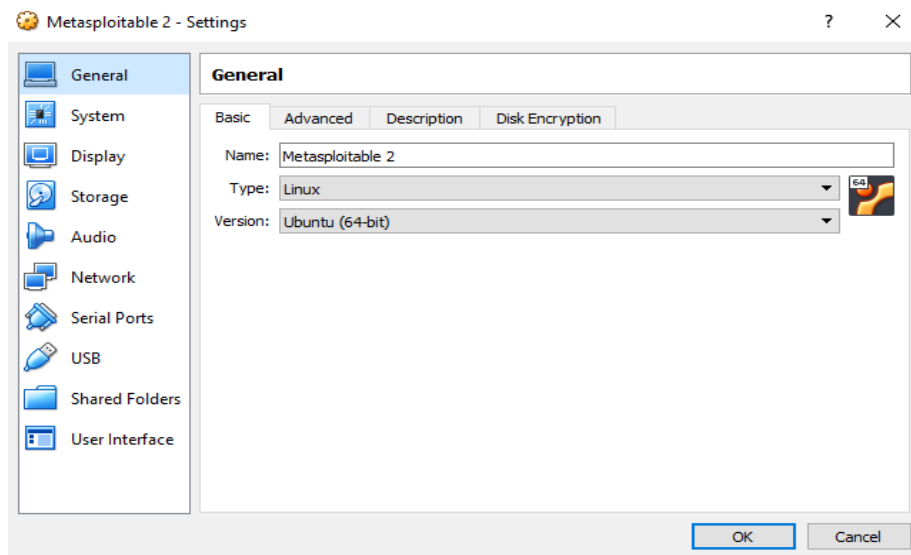 Metasploitable 2 - Settings
?
General
System
Display
Storage
Audio
Network
Serial Ports
USB
Shared Folders
User Interface
General
Basic Advanced Description Disk Encryption
Name: Metasploitable 2
Type: Linux
64
Version: Ubuntu (64-bit)
OK Cancel